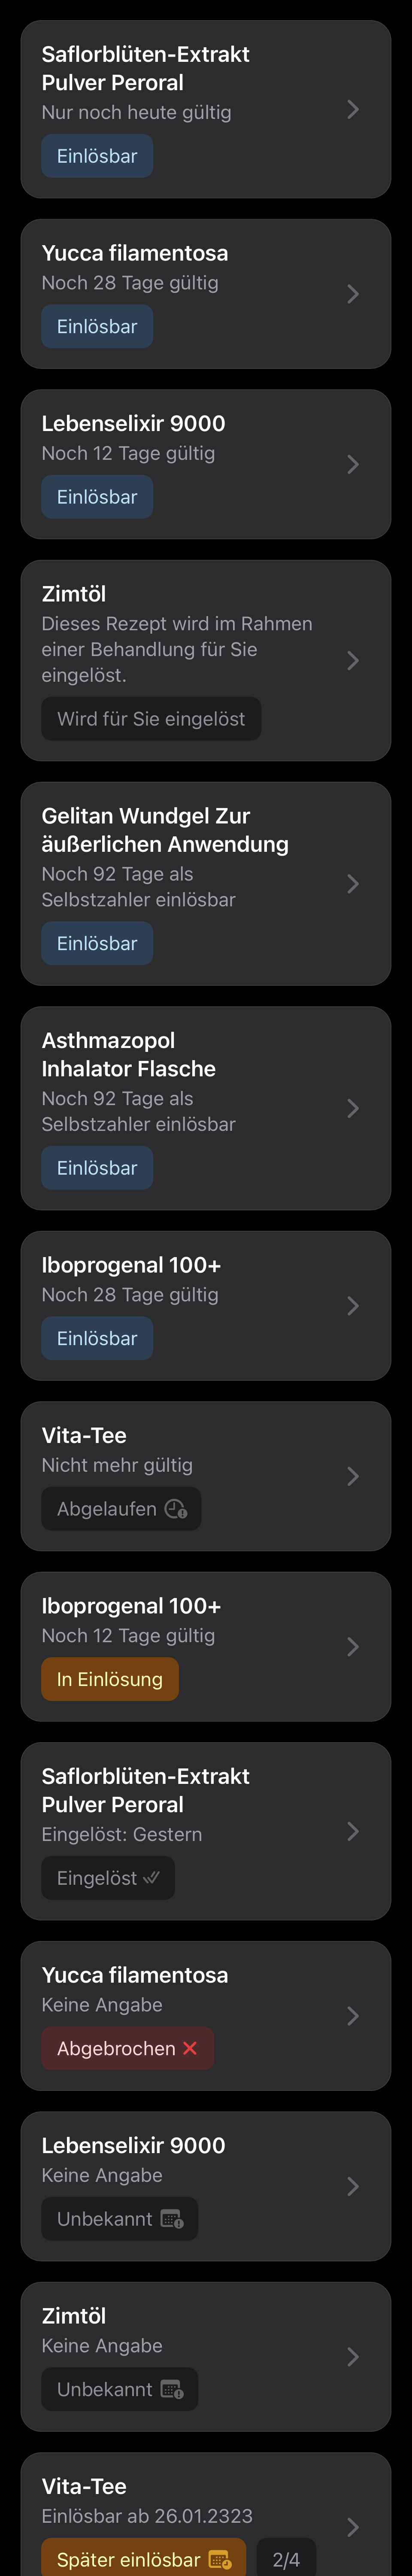 Saflorblüten-Extrakt
Pulver Peroral
Nur noch heute gültig
Einlösbar
Yucca filamentosa
Noch 28 Tage gültig
Einlösbar
Lebenselixir 9000
Noch 12 Tage gültig
Einlösbar
Zimtöl
Dieses Rezept wird im Rahmen
einer Behandlung für Sie
eingelöst.
Wird für Sie eingelöst
Gelitan Wundgel Zur
äußerlichen Anwendung
Noch 92 Tage als
Selbstzahler einlösbar
Einlösbar
Asthmazopol
Inhalator Flasche
Noch 92 Tage als
Selbstzahler einlösbar
Einlösbar
Iboprogenal 100+
Noch 28 Tage gültig
Einlösbar
Vita-Tee
Nicht mehr gültig
Abgelaufen
Iboprogenal 100+
Noch 12 Tage gültig
In Einlösung
Saflorblüten-Extrakt
Pulver Peroral
Eingelöst: Gestern
Eingelöst
Yucca filamentosa
Keine Angabe
Abgebrochen
Lebenselixir 9000
Keine Angabe
Unbekannt
Zimtöl
Keine Angabe
Unbekannt
Vita-Tee
Einlösbar ab 26.01.2323
Später einlösbar 2/4